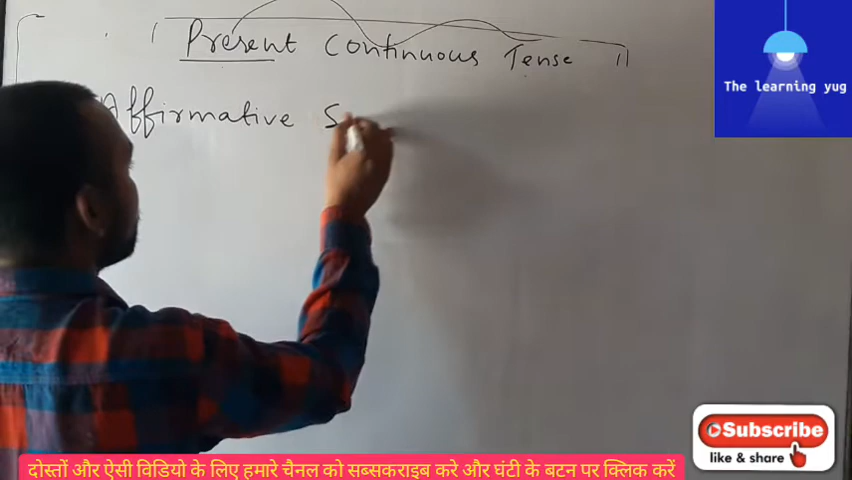 Present Continuous Tense
Affirmative S
The learning yug
Subscribe
like & share
दोस्तों और ऐसी विडियो के लिए हमारे चैनल को सब्सकराइब करे और घंटी के बटन पर क्लिक करें